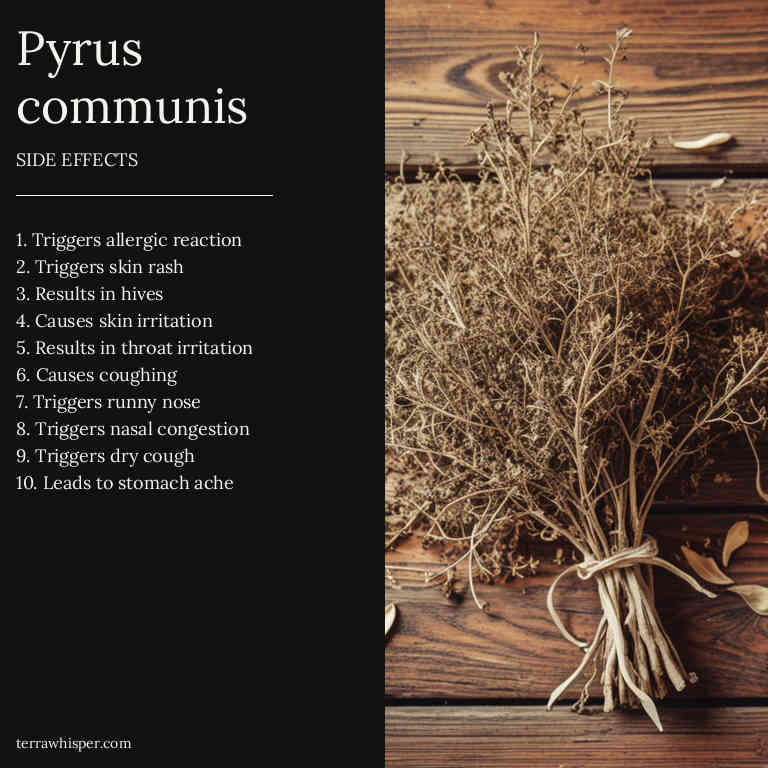 Pyrus
communis
SIDE EFFECTS
1. Triggers allergic reaction
2. Triggers skin rash
3. Results in hives
4. Causes skin irritation
5. Results in throat irritation
6. Causes coughing
7. Triggers runny nose
8. Triggers nasal congestion
9. Triggers dry cough
10. Leads to stomach ache
terrawhisper.com